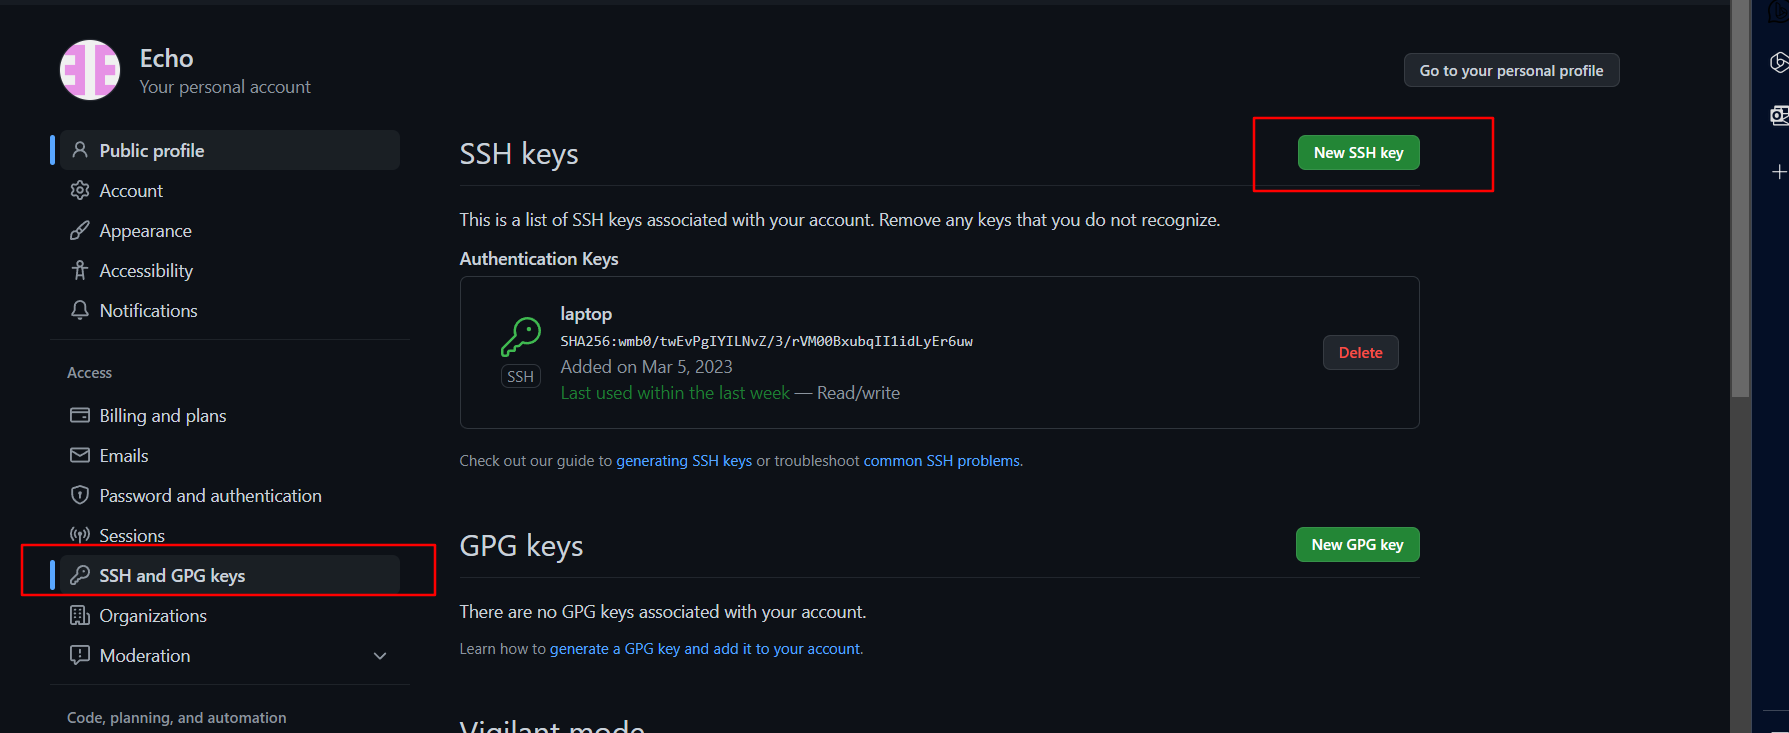 Echo
Your personal account
Go to your personal profile
Public profile
Account
Appearance
Accessibility
Notifications
Access
Billing and plans
Emails
Password and authentication
Sessions
SSH and GPG keys
Organizations
Moderation
Code, planning, and automation
SSH keys
New SSH key
This is a list of SSH keys associated with your account. Remove any keys that you do not recognize.
Authentication Keys
laptop
SHA256:wmb0/twEvPgIYILNvZ/3/rVM00BxubqII1idLyEr6uw
Added on Mar 5, 2023
Last used within the last week — Read/write
SSH
Delete
Check out our guide to generating SSH keys or troubleshoot common SSH problems.
GPG keys
New GPG key
There are no GPG keys associated with your account.
Learn how to generate a GPG key and add it to your account.
Vigilant mode